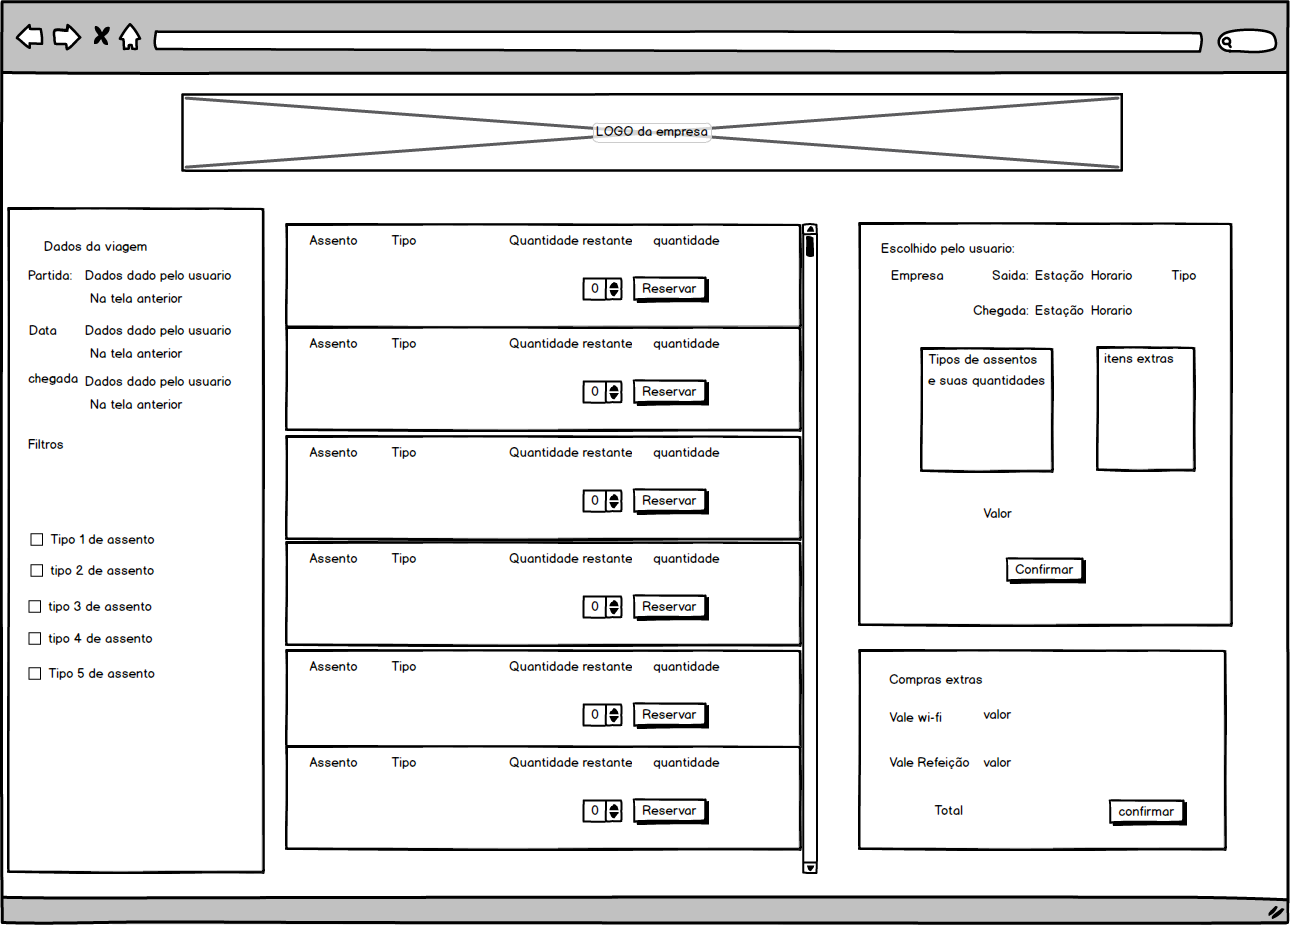 LOGO da empresa
Dados da viagem
Partida: Dados dado pelo usuario
Na tela anterior
Data Dados dado pelo usuario
Na tela anterior
chegada Dados dado pelo usuario
Na tela anterior
Filtros
Tipo 1 de assento
tipo 2 de assento
tipo 3 de assento
tipo 4 de assento
Tipo 5 de assento
Assento Tipo Quantidade restante quantidade
0 Reservar
Assento Tipo Quantidade restante quantidade
0 Reservar
Assento Tipo Quantidade restante quantidade
0 Reservar
Assento Tipo Quantidade restante quantidade
0 Reservar
Assento Tipo Quantidade restante quantidade
0 Reservar
Assento Tipo Quantidade restante quantidade
0 Reservar
Escolhido pelo usuario:
Empresa Saida: Estação Horario Tipo
Chegada: Estação Horario
Tipos de assentos
e suas quantidades
itens extras
Valor
Confirmar
Compras extras
Vale wi-fi valor
Vale Refeição valor
Total confirmar